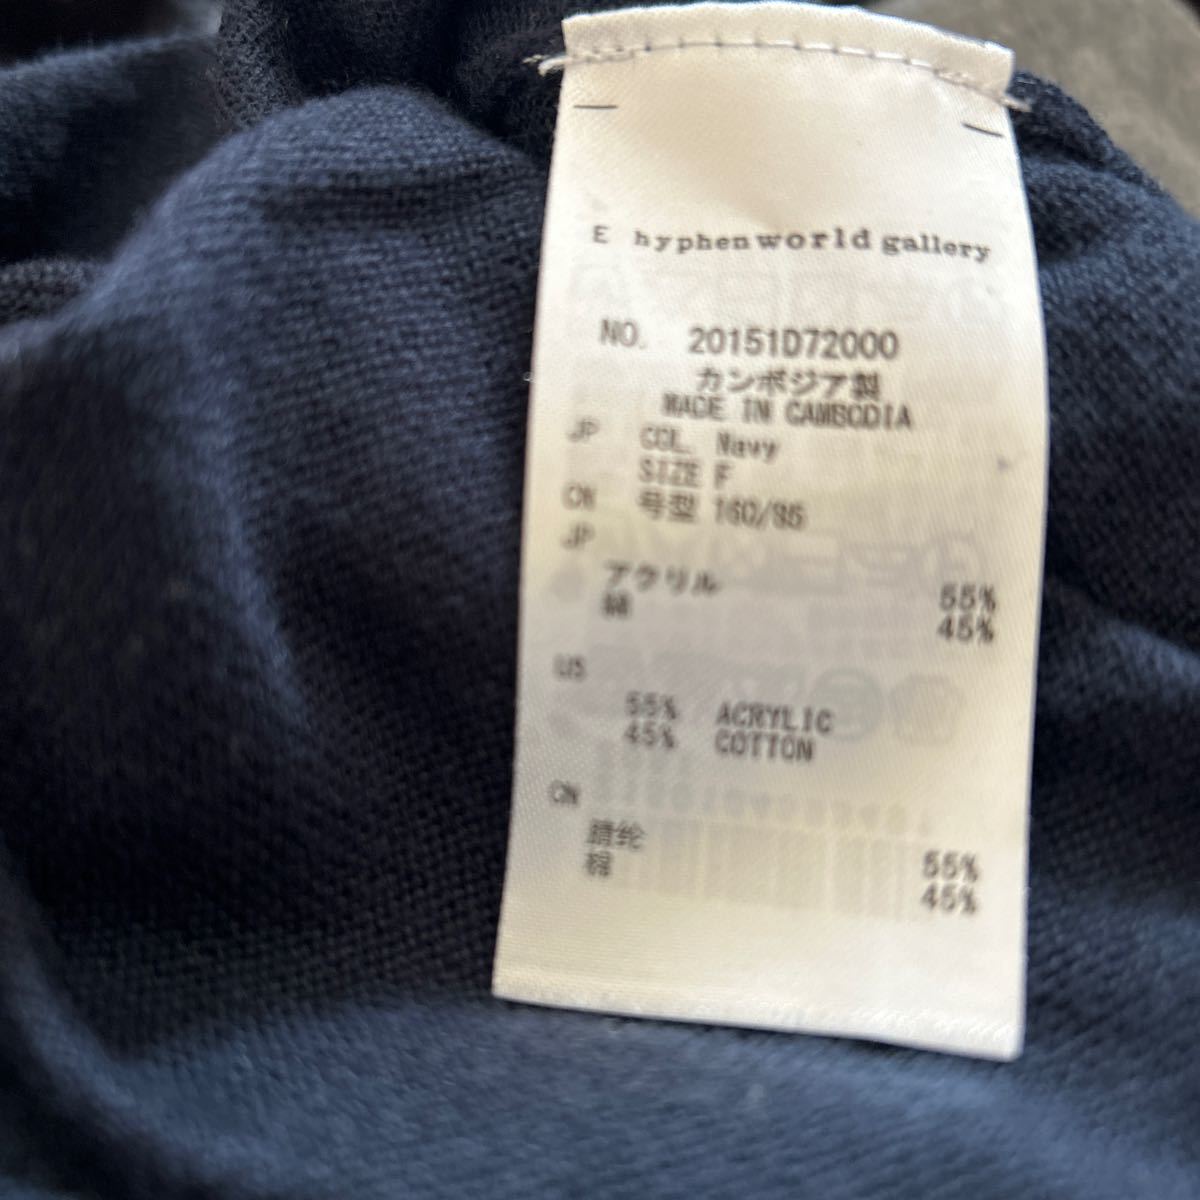 E hyphen world gallery
NO. 20151D72000
カンボジア製
MADE IN CAMBODIA
JP COL. Navy
SIZE F
CN 号型 160/85
JP
アクリル 55%
綿 45%
US
55% ACRYLIC
45% COTTON
CN
腈纶 55%
棉 45%